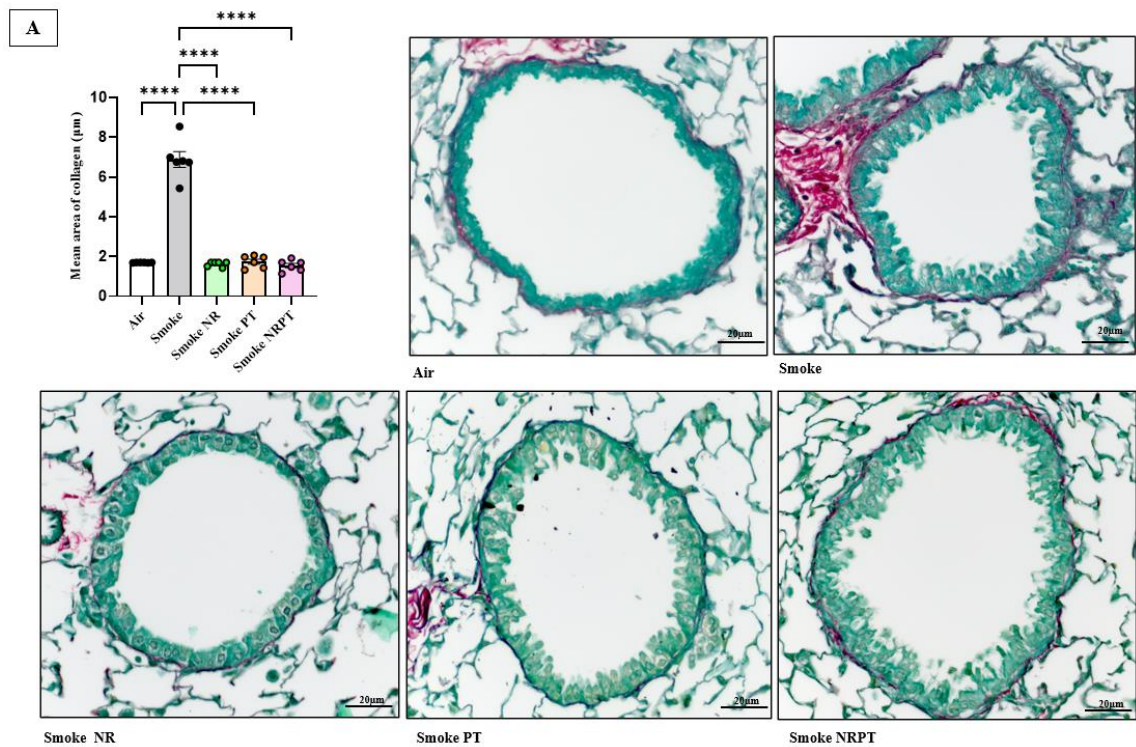 A
****
****
**** ****
Mean area of collagen (µm)
10
8
6
4
2
0
Air
Smoke
Smoke NR
Smoke PT
Smoke NRPT
20µm
20µm
Air
Smoke
20µm
20µm
20µm
Smoke NR
Smoke PT
Smoke NRPT